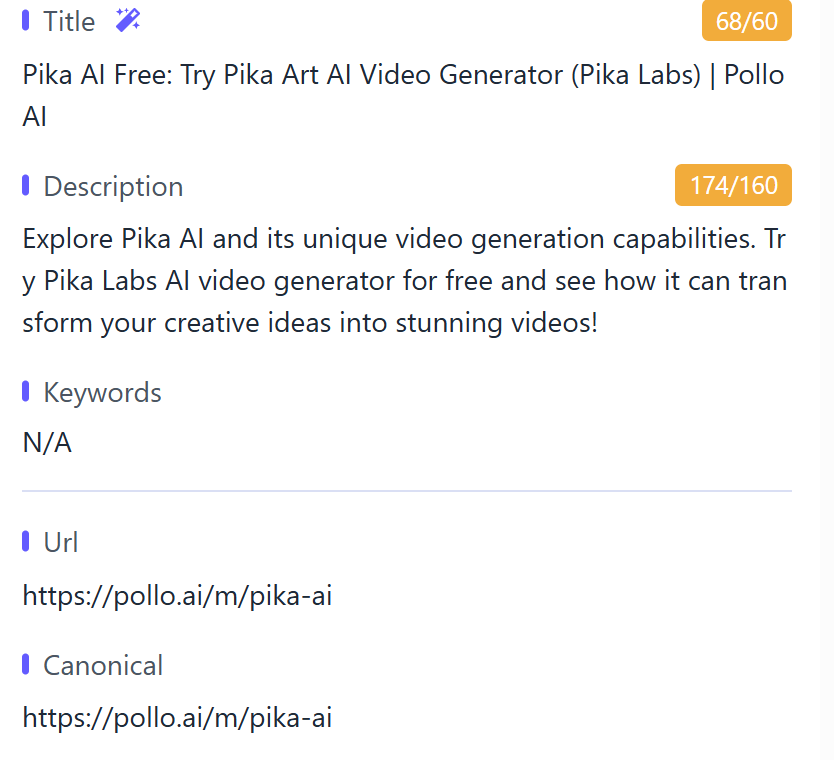 Title
68/60
Pika AI Free: Try Pika Art AI Video Generator (Pika Labs) | Pollo
AI
Description
174/160
Explore Pika AI and its unique video generation capabilities. Tr
y Pika Labs AI video generator for free and see how it can tran
sform your creative ideas into stunning videos!
Keywords
N/A
Url
https://pollo.ai/m/pika-ai
Canonical
https://pollo.ai/m/pika-ai